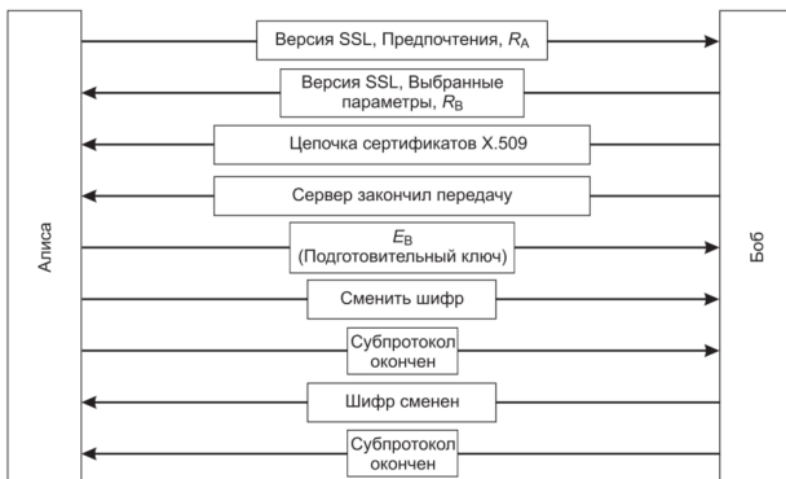 Версия SSL, Предпочтения, RA
Версия SSL, Выбранные
параметры, RB
Цепочка сертификатов X.509
Сервер закончил передачу
EB
(Подготовительный ключ)
Сменить шифр
Субпротокол
окончен
Шифр сменен
Субпротокол
окончен
Алиса
Боб